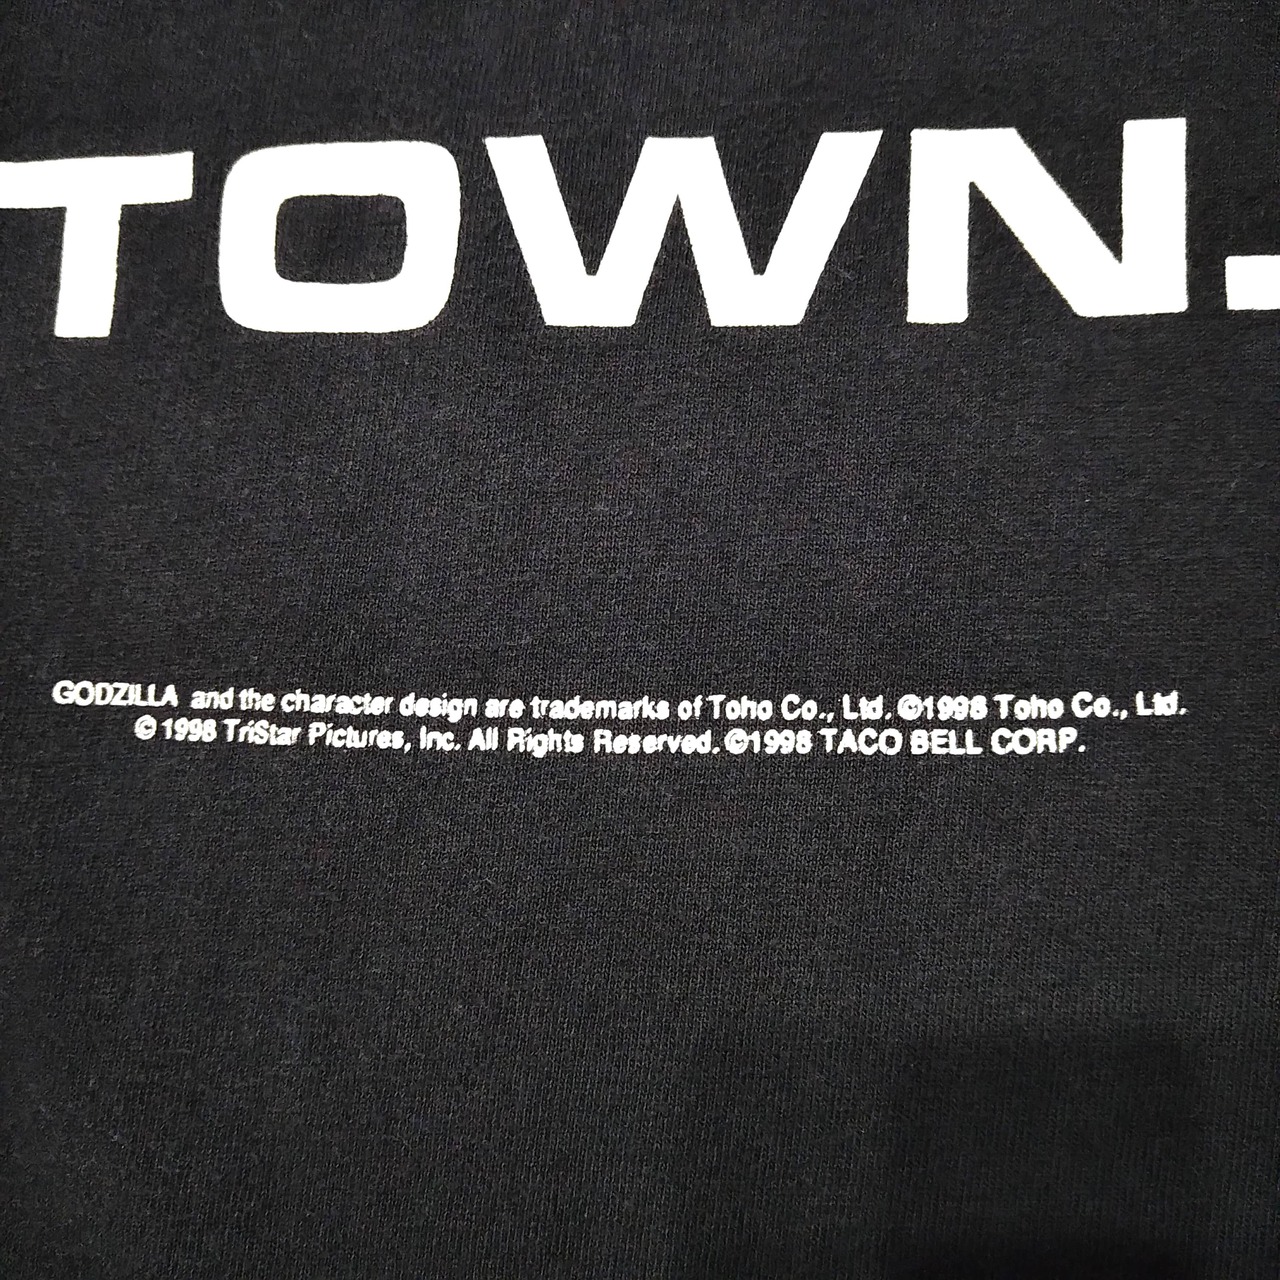 TOWN.
GODZILLA and the character design are trademarks of Toho Co., Ltd. ©1998 Toho Co., Ltd.
© 1998 TriStar Pictures, Inc. All Rights Reserved. ©1998 TACO BELL CORP.